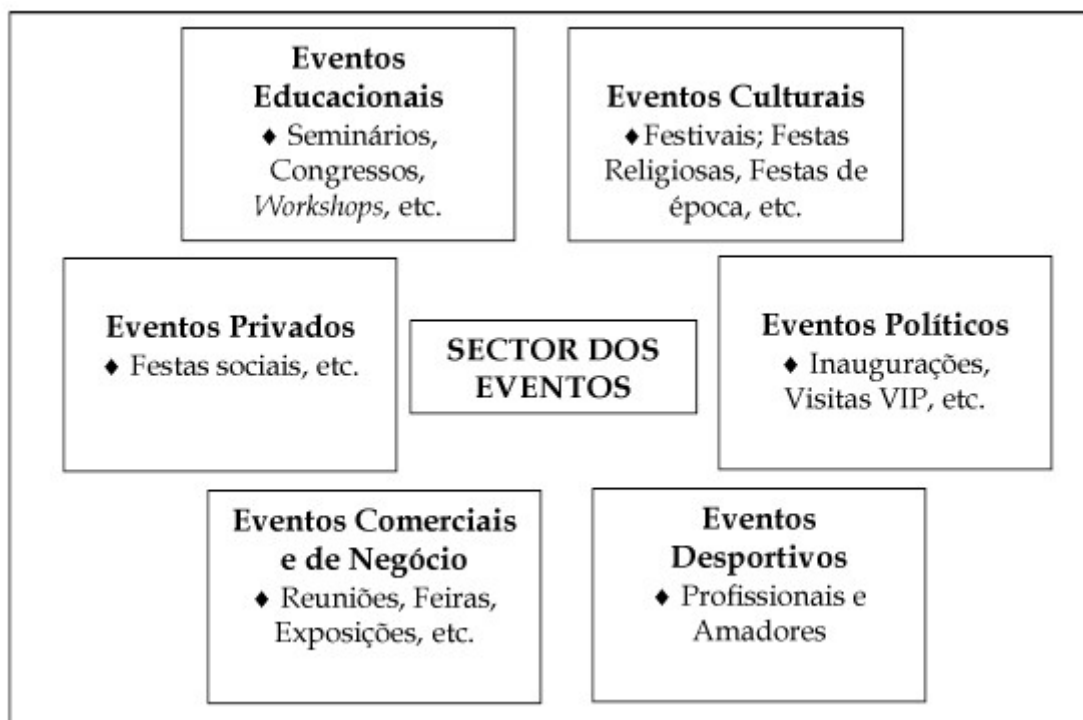 Eventos
Educacionais
♦ Seminários,
Congressos,
Workshops, etc.
Eventos Culturais
♦Festivais; Festas
Religiosas, Festas de
época, etc.
Eventos Privados
♦ Festas sociais, etc.
SECTOR DOS
EVENTOS
Eventos Políticos
♦ Inaugurações,
Visitas VIP, etc.
Eventos Comerciais
e de Negócio
♦ Reuniões, Feiras,
Exposições, etc.
Eventos
Desportivos
♦ Profissionais e
Amadores